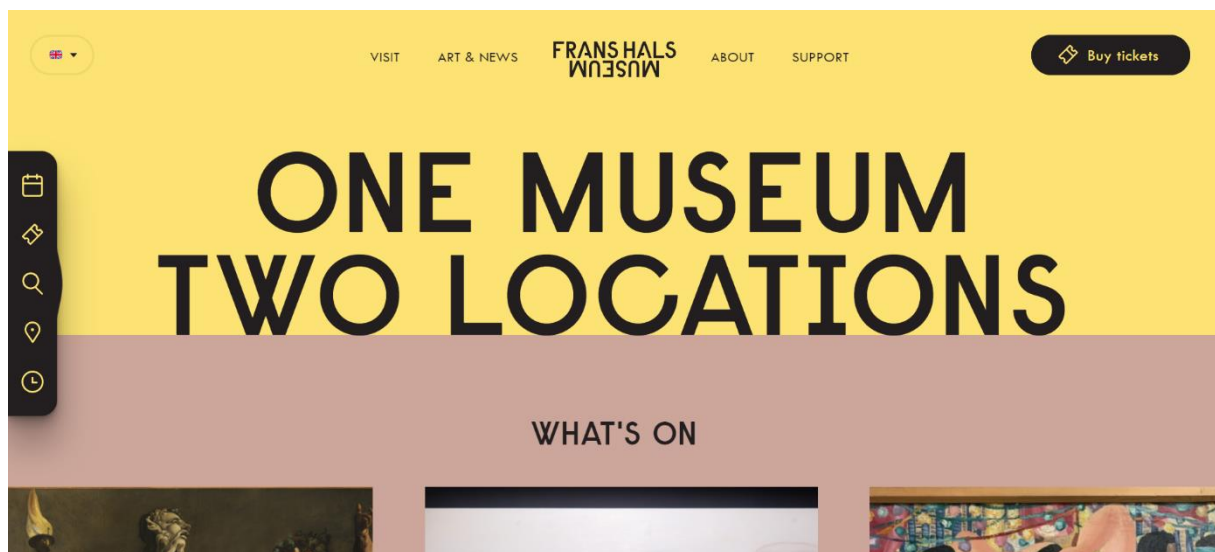 VISIT
ART & NEWS
FRANS HALS
MUSEUM
ABOUT
SUPPORT
Buy tickets
ONE MUSEUM
TWO LOCATIONS
WHAT'S ON